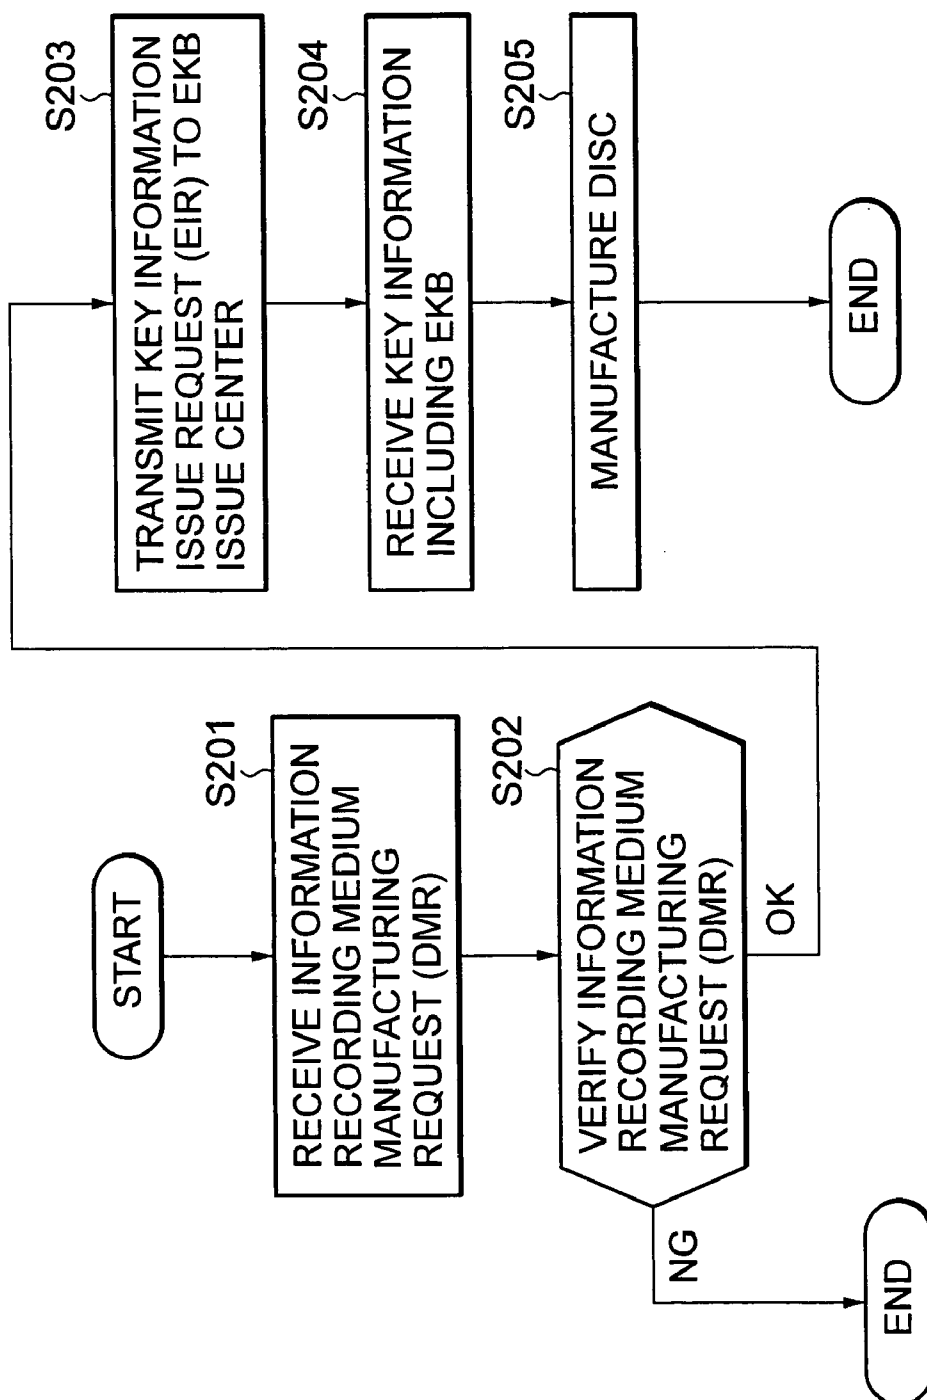 START
S201
RECEIVE INFORMATION
RECORDING MEDIUM
MANUFACTURING
REQUEST (DMR)
S202
VERIFY INFORMATION
RECORDING MEDIUM
MANUFACTURING
REQUEST (DMR)
NG
OK
END
S203
TRANSMIT KEY INFORMATION
ISSUE REQUEST (EIR) TO EKB
ISSUE CENTER
S204
RECEIVE KEY INFORMATION
INCLUDING EKB
S205
MANUFACTURE DISC
END